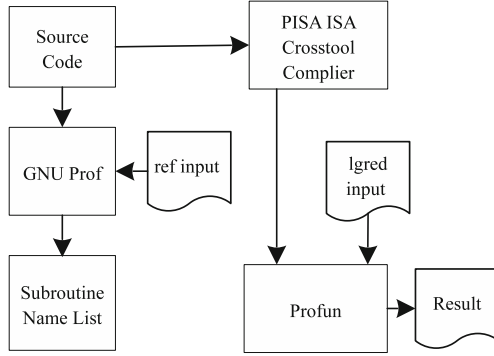 Source
Code
PISA ISA
Crosstool
Complier
GNU Prof
ref input
lgred
input
Subroutine
Name List
Profun
Result